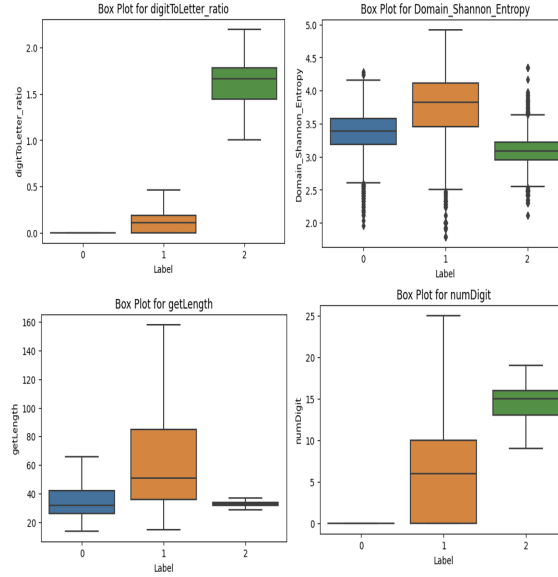 Box Plot for digitToLetter_ratio
digitToLetter_ratio
2.0
1.5
1.0
0.5
0.0
0 1 2
Label
Box Plot for Domain_Shannon_Entropy
Domain_Shannon_Entropy
5.0
4.5
4.0
3.5
3.0
2.5
2.0
0 1 2
Label
Box Plot for getLength
getLength
160
140
120
100
80
60
40
20
0 1 2
Label
Box Plot for numDigit
numDigit
25
20
15
10
5
0
0 1 2
Label